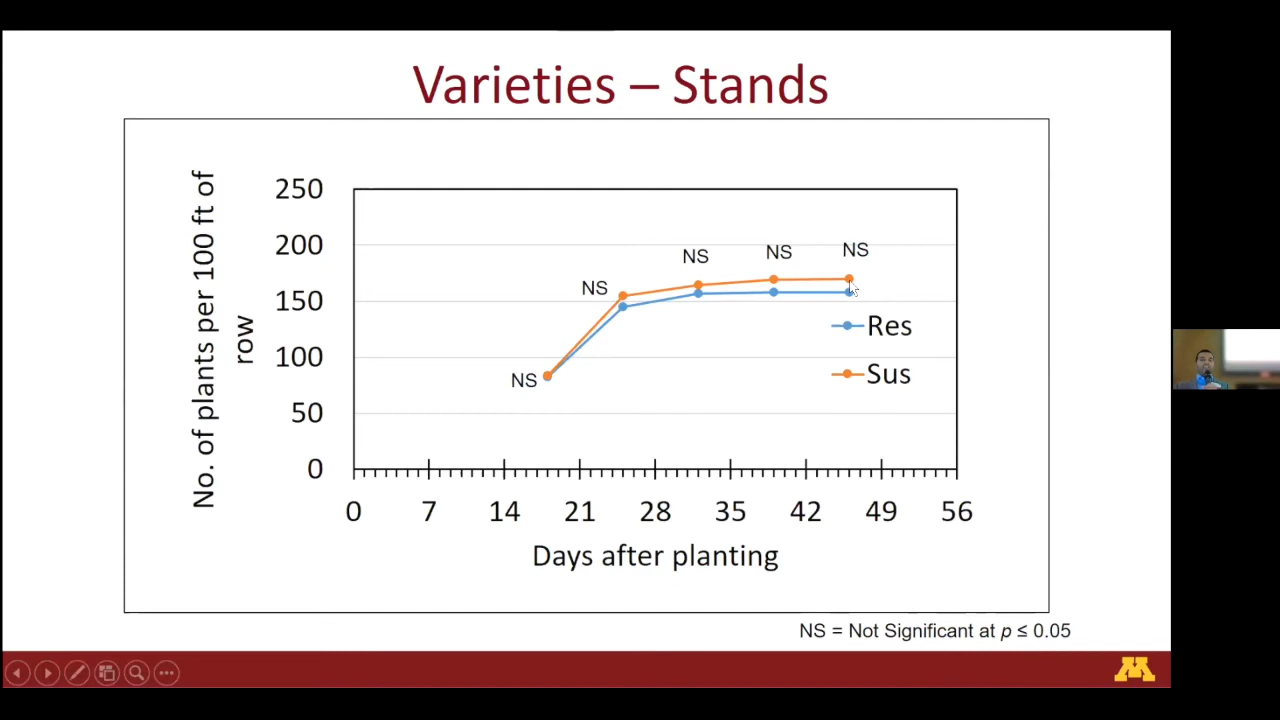 Varieties – Stands
No. of plants per 100 ft of
row
250
200
150
100
50
0
NS
NS
NS
NS
NS
Res
Sus
0 7 14 21 28 35 42 49 56
Days after planting
NS = Not Significant at p ≤ 0.05
M